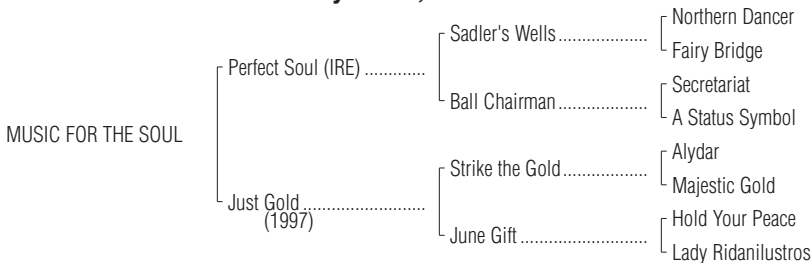 Northern Dancer
Sadler's Wells....................
Fairy Bridge
Perfect Soul (IRE) .............
Secretariat
Ball Chairman....................
A Status Symbol
MUSIC FOR THE SOUL
Alydar
Strike the Gold...................
Majestic Gold
Just Gold...........................
(1997)
Hold Your Peace
June Gift............................
Lady Ridanilustros